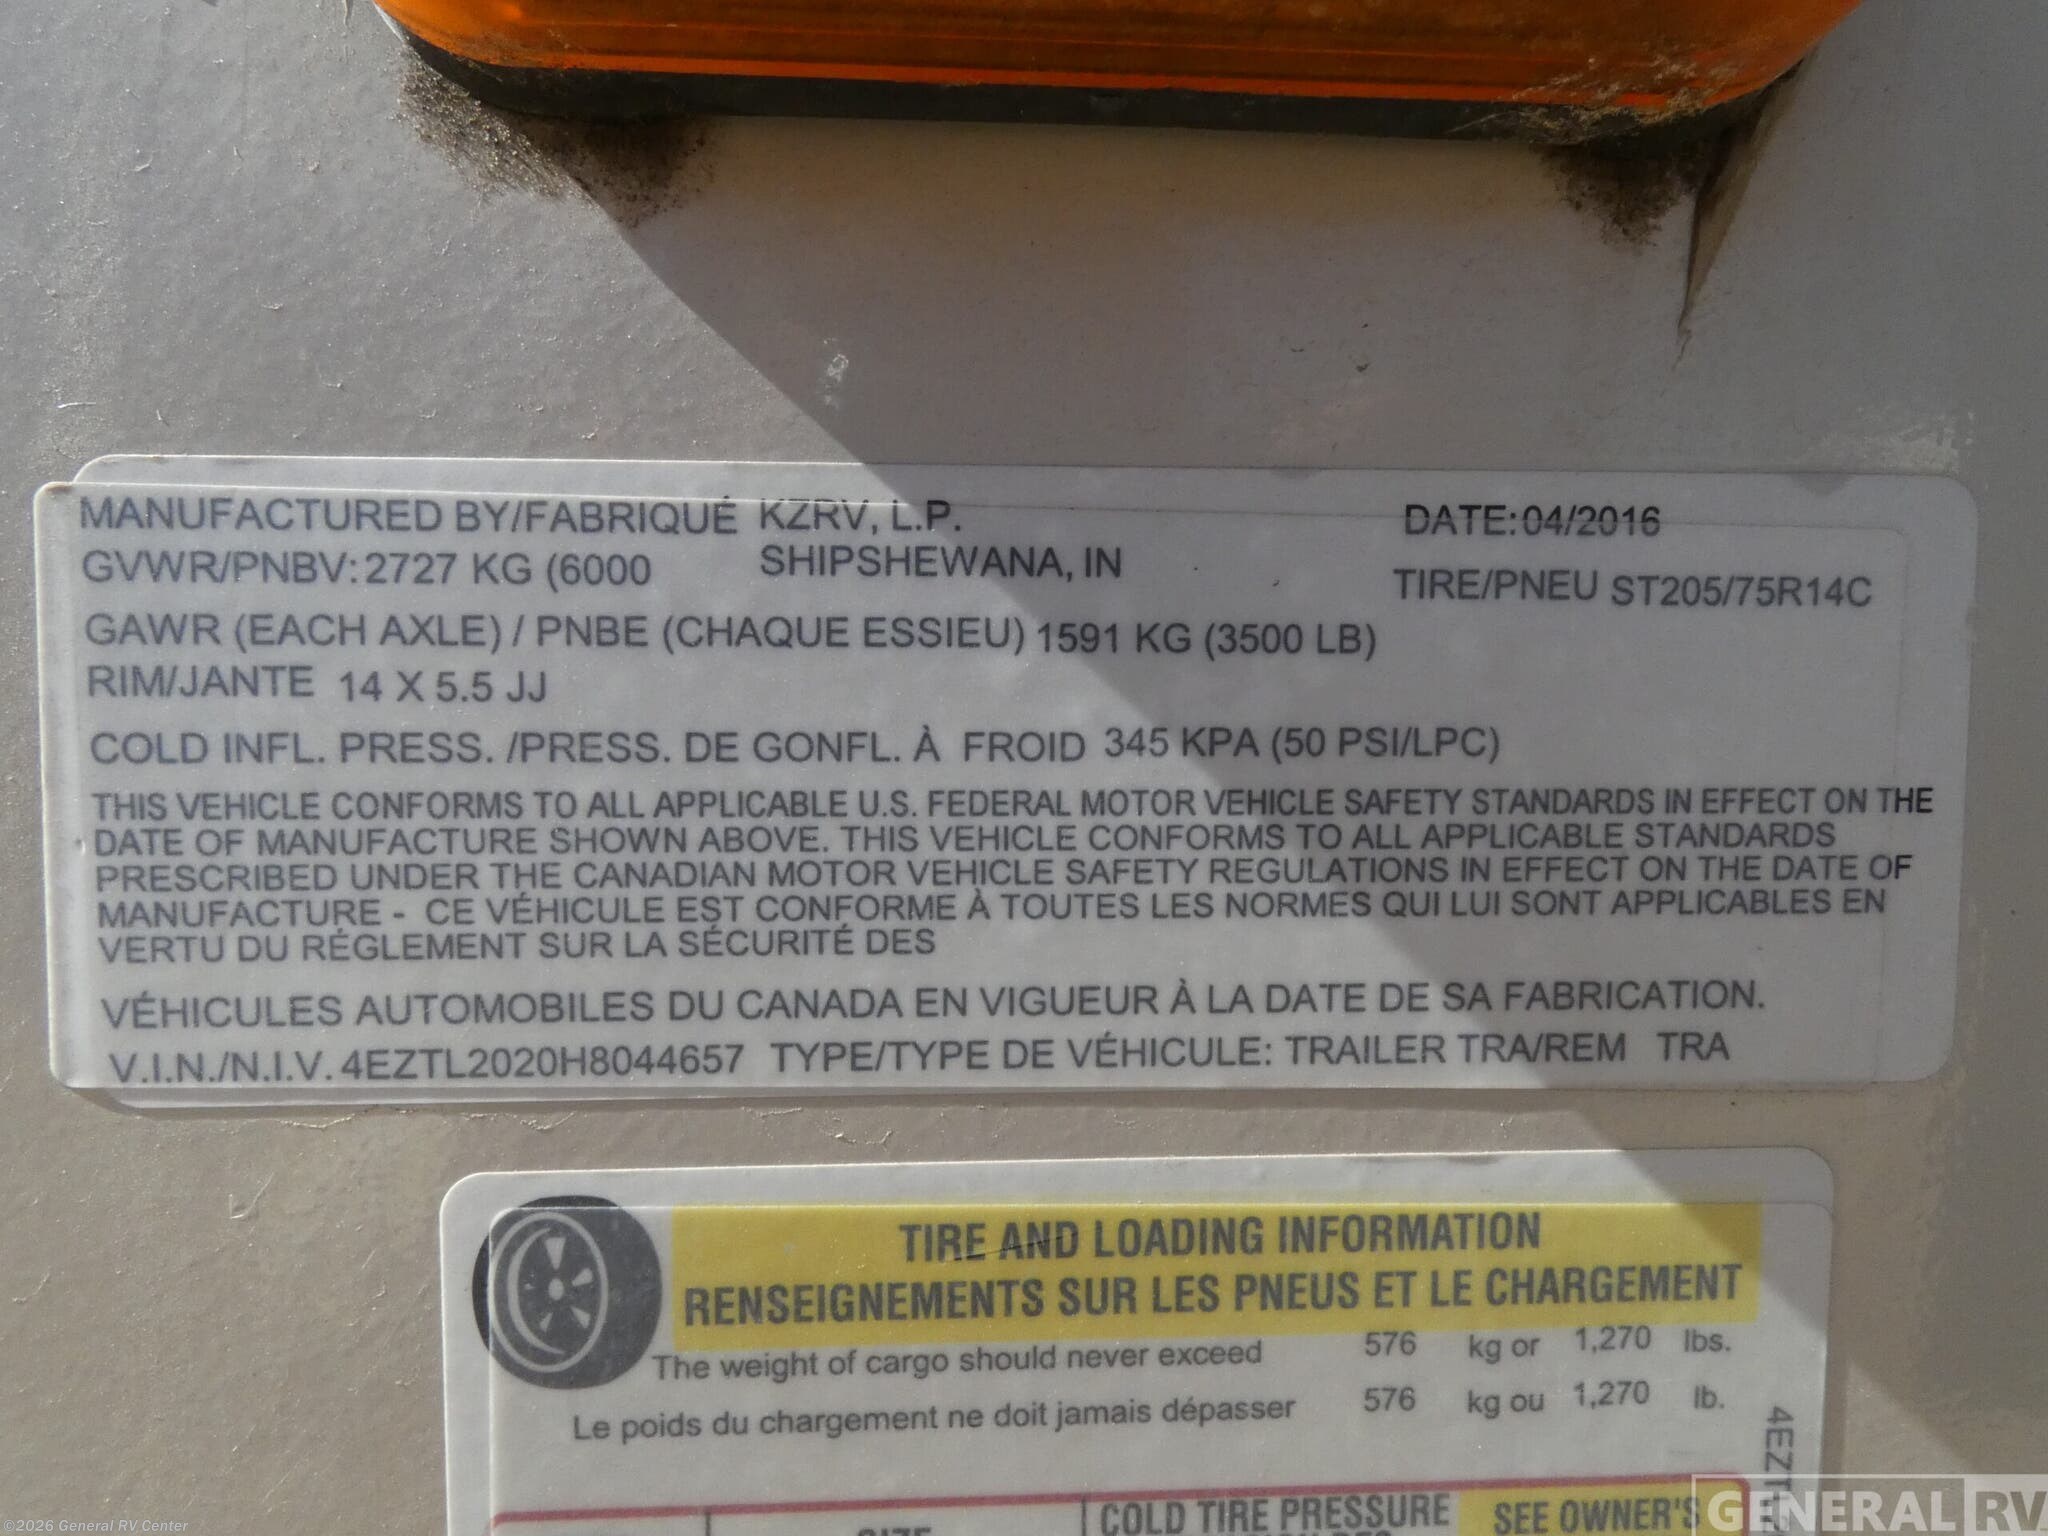 MANUFACTURED BY/FABRIQUÉ KZRV, L.P. DATE:04/2016
GVWR/PNBV:2727 KG (6000 SHIPSHEWANA, IN TIRE/PNEU ST205/75R14C
GAWR (EACH AXLE) / PNBE (CHAQUE ESSIEU) 1591 KG (3500 LB)
RIM/JANTE 14 X 5.5 JJ
COLD INFL. PRESS. /PRESS. DE GONFL. À FROID 345 KPA (50 PSI/LPC)
THIS VEHICLE CONFORMS TO ALL APPLICABLE U.S. FEDERAL MOTOR VEHICLE SAFETY STANDARDS IN EFFECT ON THE
DATE OF MANUFACTURE SHOWN ABOVE. THIS VEHICLE CONFORMS TO ALL APPLICABLE STANDARDS
PRESCRIBED UNDER THE CANADIAN MOTOR VEHICLE SAFETY REGULATIONS IN EFFECT ON THE DATE OF
MANUFACTURE - CE VÉHICULE EST CONFORME À TOUTES LES NORMES QUI LUI SONT APPLICABLES EN
VERTU DU RÉGLEMENT SUR LA SÉCURITÉ DES
VÉHICULES AUTOMOBILES DU CANADA EN VIGUEUR À LA DATE DE SA FABRICATION.
V.I.N./N.I.V. 4EZTL2020H8044657 TYPE/TYPE DE VÉHICULE: TRAILER TRA/REM TRA
TIRE AND LOADING INFORMATION
RENSEIGNEMENTS SUR LES PNEUS ET LE CHARGEMENT
The weight of cargo should never exceed 576 kg or 1,270 lbs.
Le poids du chargement ne doit jamais dépasser 576 kg ou 1,270 lb.
COLD TIRE PRESSURE SEE OWNER'S
GENERAL RV
©2026 General RV Center